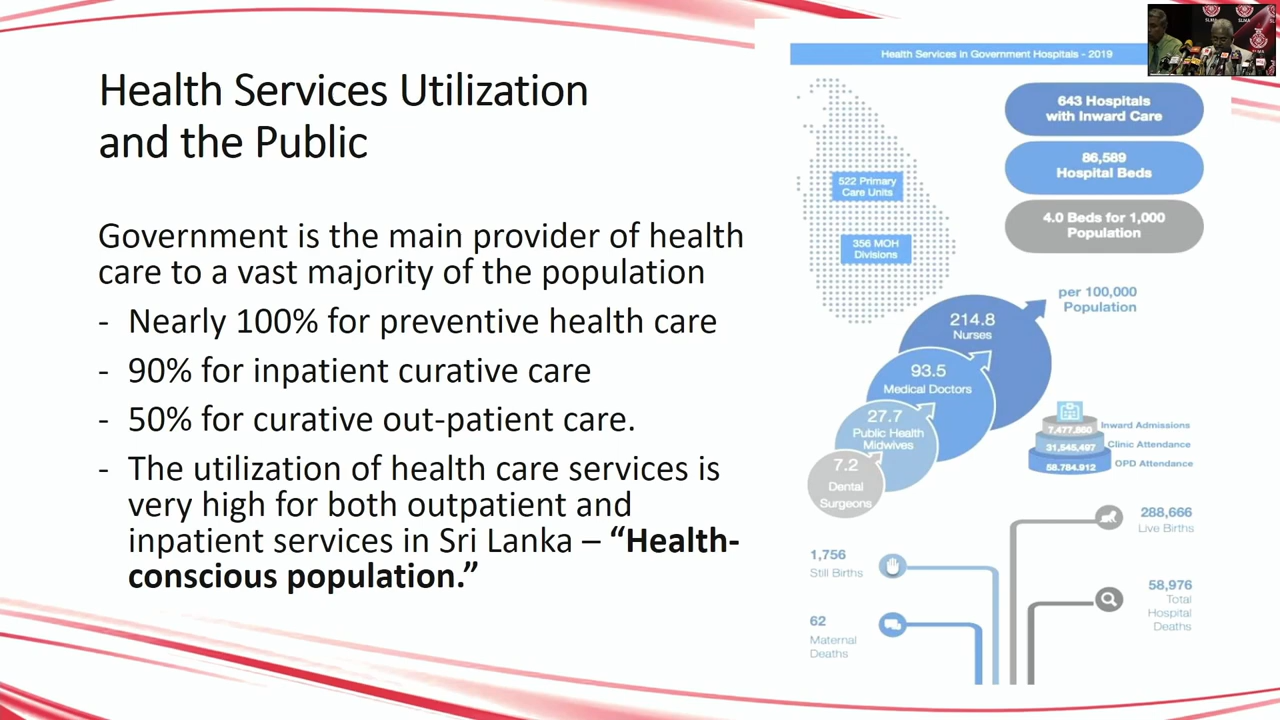 Health Services Utilization
and the Public
Government is the main provider of health
care to a vast majority of the population
- Nearly 100% for preventive health care
- 90% for inpatient curative care
- 50% for curative out-patient care.
- The utilization of health care services is
very high for both outpatient and
inpatient services in Sri Lanka – “Health-
conscious population.”
Health Services in Government Hospitals - 2019
643 Hospitals
with Inward Care
86,589
Hospital Beds
4.0 Beds for 1,000
Population
522 Primary
Care Units
356 MOH
Divisions
per 100,000
Population
214.8
Nurses
93.5
Medical Doctors
27.7
Public Health
Midwives
7.2
Dental
Surgeons
7,477,860 Inward Admissions
31,545,497 Clinic Attendance
58,784,912 OPD Attendance
288,666
Live Births
1,756
Still Births
58,976
Total
Hospital
Deaths
62
Maternal
Deaths
SLMA
SLMA
SLMA